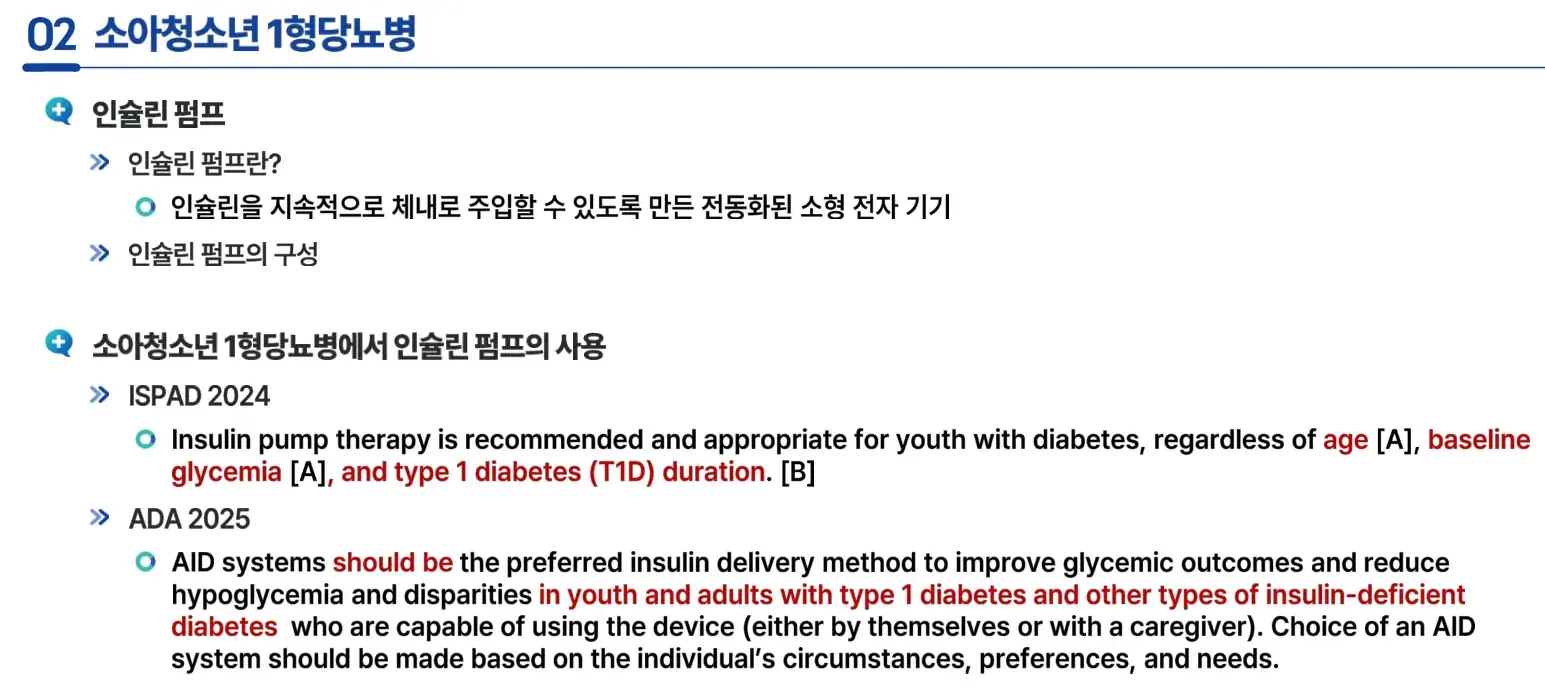 02 소아청소년 1형당뇨병
인슐린 펌프
인슐린 펌프란?
인슐린을 지속적으로 체내로 주입할 수 있도록 만든 전동화된 소형 전자 기기
인슐린 펌프의 구성
소아청소년 1형당뇨병에서 인슐린 펌프의 사용
ISPAD 2024
Insulin pump therapy is recommended and appropriate for youth with diabetes, regardless of age [A], baseline
glycemia [A], and type 1 diabetes (T1D) duration. [B]
ADA 2025
AID systems should be the preferred insulin delivery method to improve glycemic outcomes and reduce
hypoglycemia and disparities in youth and adults with type 1 diabetes and other types of insulin-deficient
diabetes who are capable of using the device (either by themselves or with a caregiver). Choice of an AID
system should be made based on the individual's circumstances, preferences, and needs.